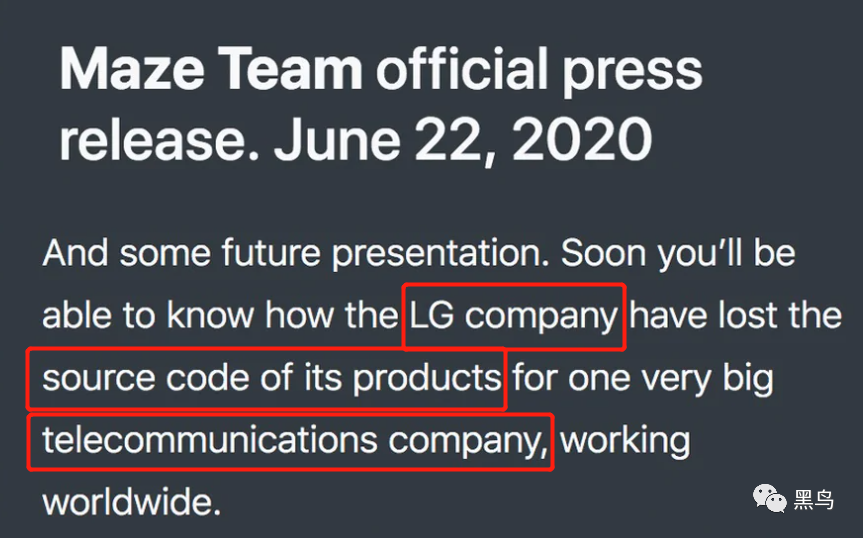 Maze Team official press
release. June 22, 2020
And some future presentation. Soon you’ll be
able to know how the LG company have lost the
source code of its products for one very big
telecommunications company, working
worldwide.
黑鸟